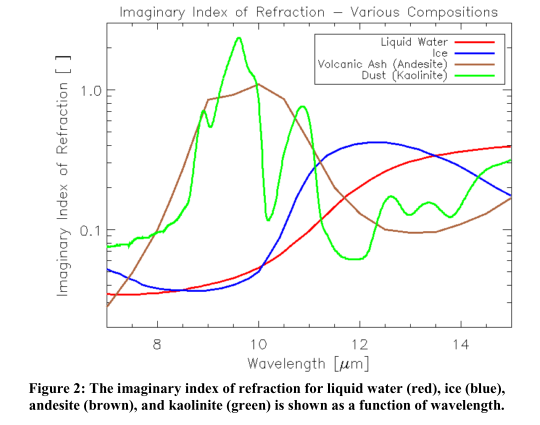 Imaginary Index of Refraction – Various Compositions
Liquid Water
Ice
Volcanic Ash (Andesite)
Dust (Kaolinite)
Imaginary Index of Refraction [ ]
1.0
0.1
8 10 12 14
Wavelength [μm]
Figure 2: The imaginary index of refraction for liquid water (red), ice (blue),
andesite (brown), and kaolinite (green) is shown as a function of wavelength.